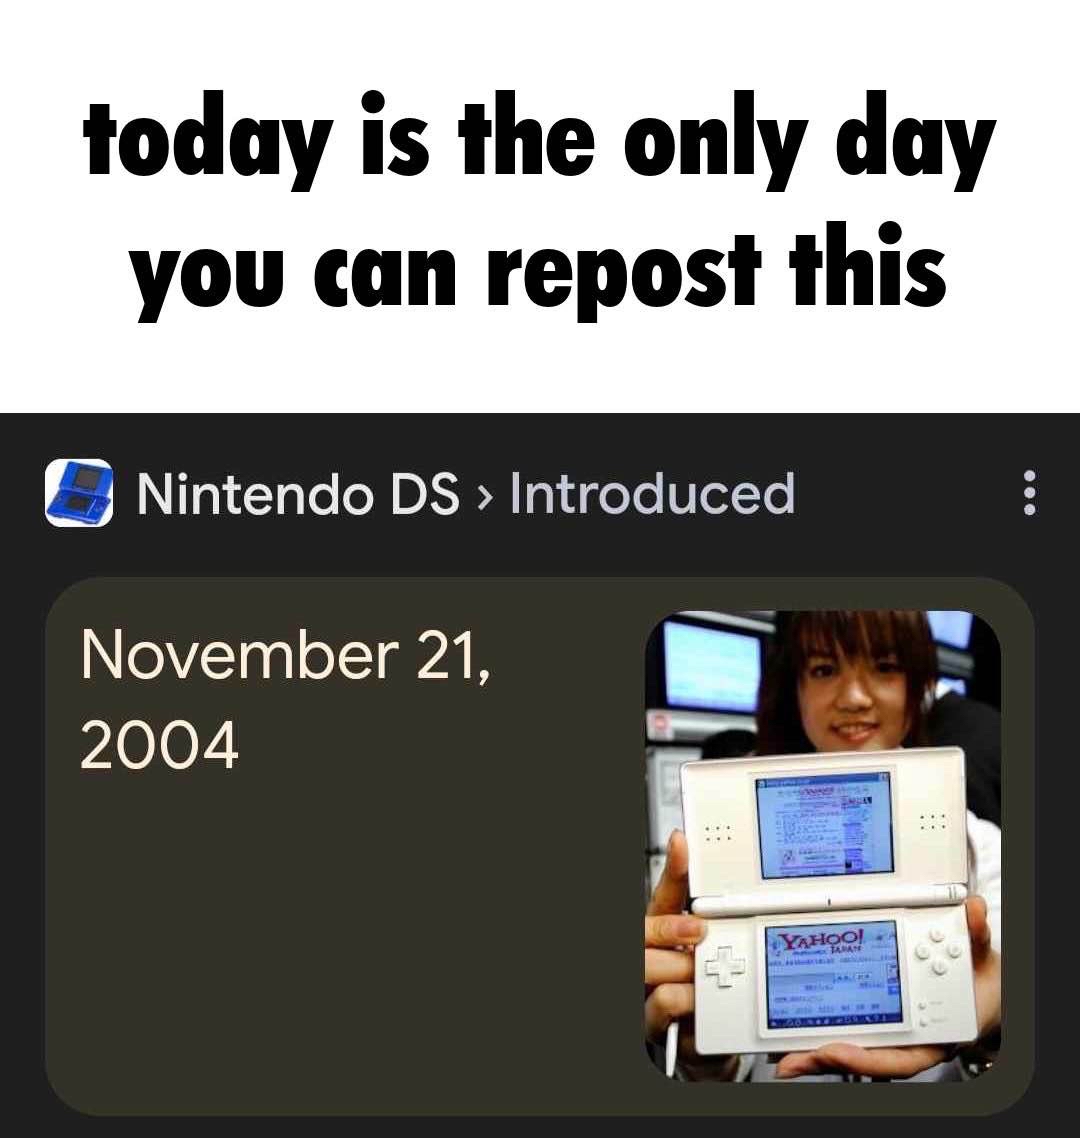 today is the only day
you can repost this
Nintendo DS › Introduced
November 21,
2004
YAHOO!
JAPAN